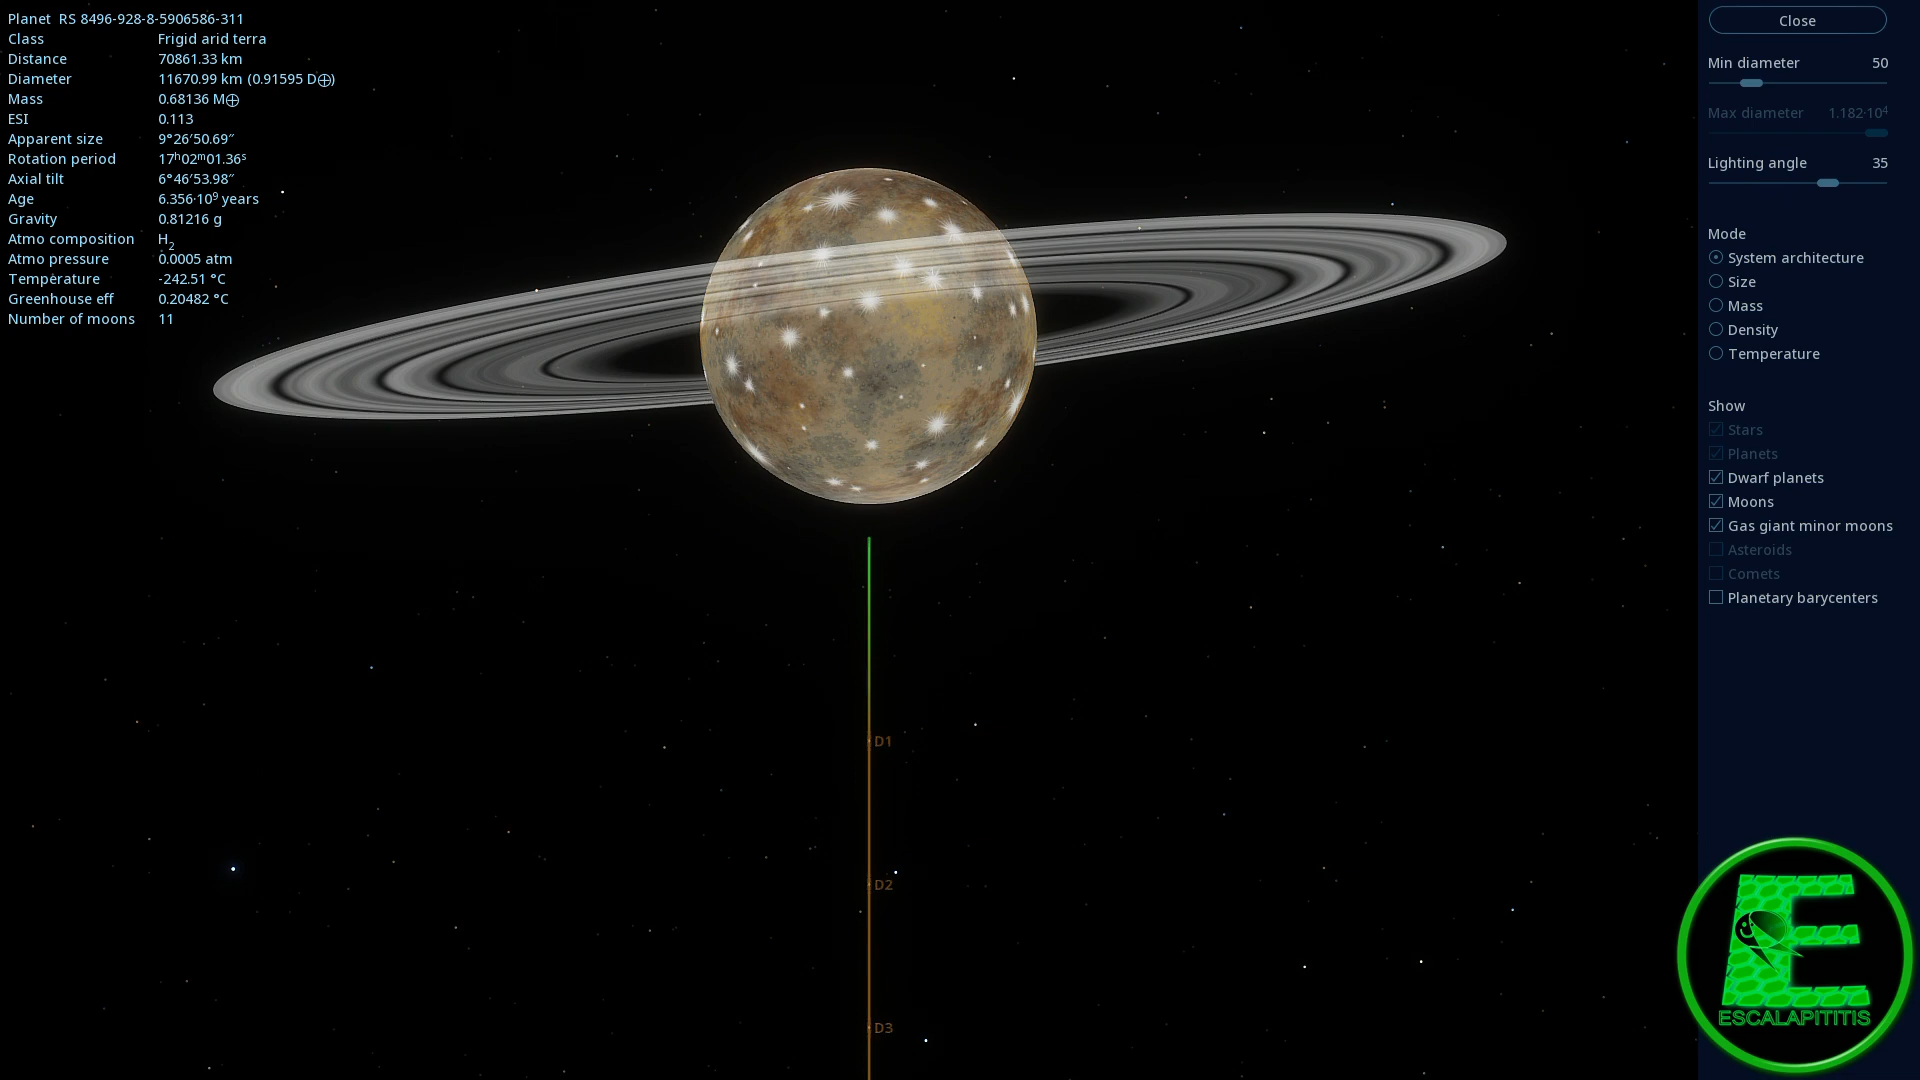 Planet RS 8496-928-8-5906586-311
Class Frigid arid terra
Distance 70861.33 km
Diameter 11670.99 km (0.91595 D⊕)
Mass 0.68136 M⊕
ESI 0.113
Apparent size 9°26′50.69″
Rotation period 17ʰ02ᵐ01.36ˢ
Axial tilt 6°46′53.98″
Age 6.356·10⁹ years
Gravity 0.81216 g
Atmo composition H₂
Atmo pressure 0.0005 atm
Temperature -242.51 °C
Greenhouse eff 0.20482 °C
Number of moons 11
D1
D2
D3
Close
Min diameter 50
Max diameter 1.182·10⁴
Lighting angle 35
Mode
System architecture
Size
Mass
Density
Temperature
Show
Stars
Planets
Dwarf planets
Moons
Gas giant minor moons
Asteroids
Comets
Planetary barycenters
E
ESCALAPITITIS